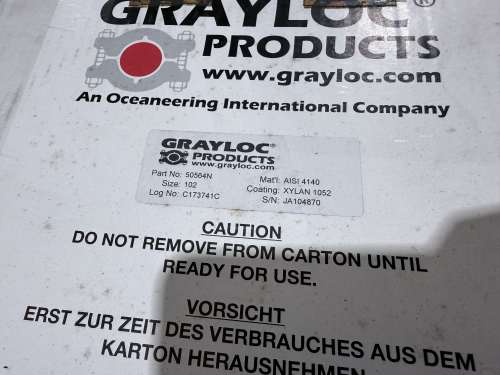 GRAYLOC®
PRODUCTS
www.grayloc.com
An Oceaneering International Company
GRAYLOC®
PRODUCTS
www.grayloc.com
Part No: 50564N
Size: 102
Log No: C173741C
Mat'l: AISI 4140
Coating: XYLAN 1052
S/N: JA104870
CAUTION
DO NOT REMOVE FROM CARTON UNTIL
READY FOR USE.
VORSICHT
ERST ZUR ZEIT DES VERBRAUCHES AUS DEM
KARTON HERAUSNEHMEN